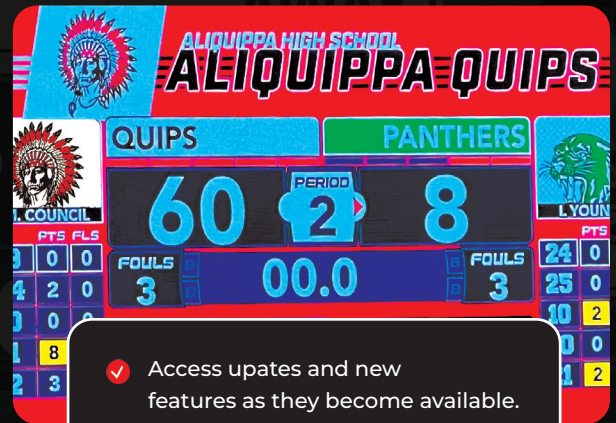 ALIQUIPPA HIGH SCHOOL
ALIQUIPPA QUIPS
QUIPS PANTHERS
60 PERIOD 2 8
COUNCIL
PTS FLS
PTS
FOULS 3 00.0 FOULS 3
0 0
2 0
0
8
3
24 0
25 0
10 2
0
2
Access upates and new
features as they become available.